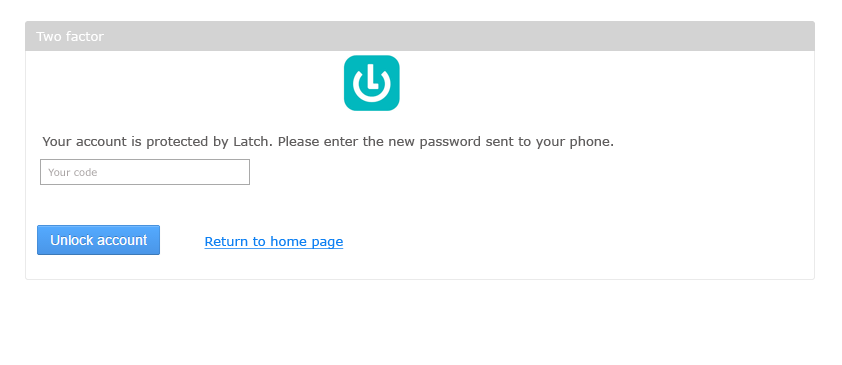 Two factor
Your account is protected by Latch. Please enter the new password sent to your phone.
Your code
Unlock account
Return to home page